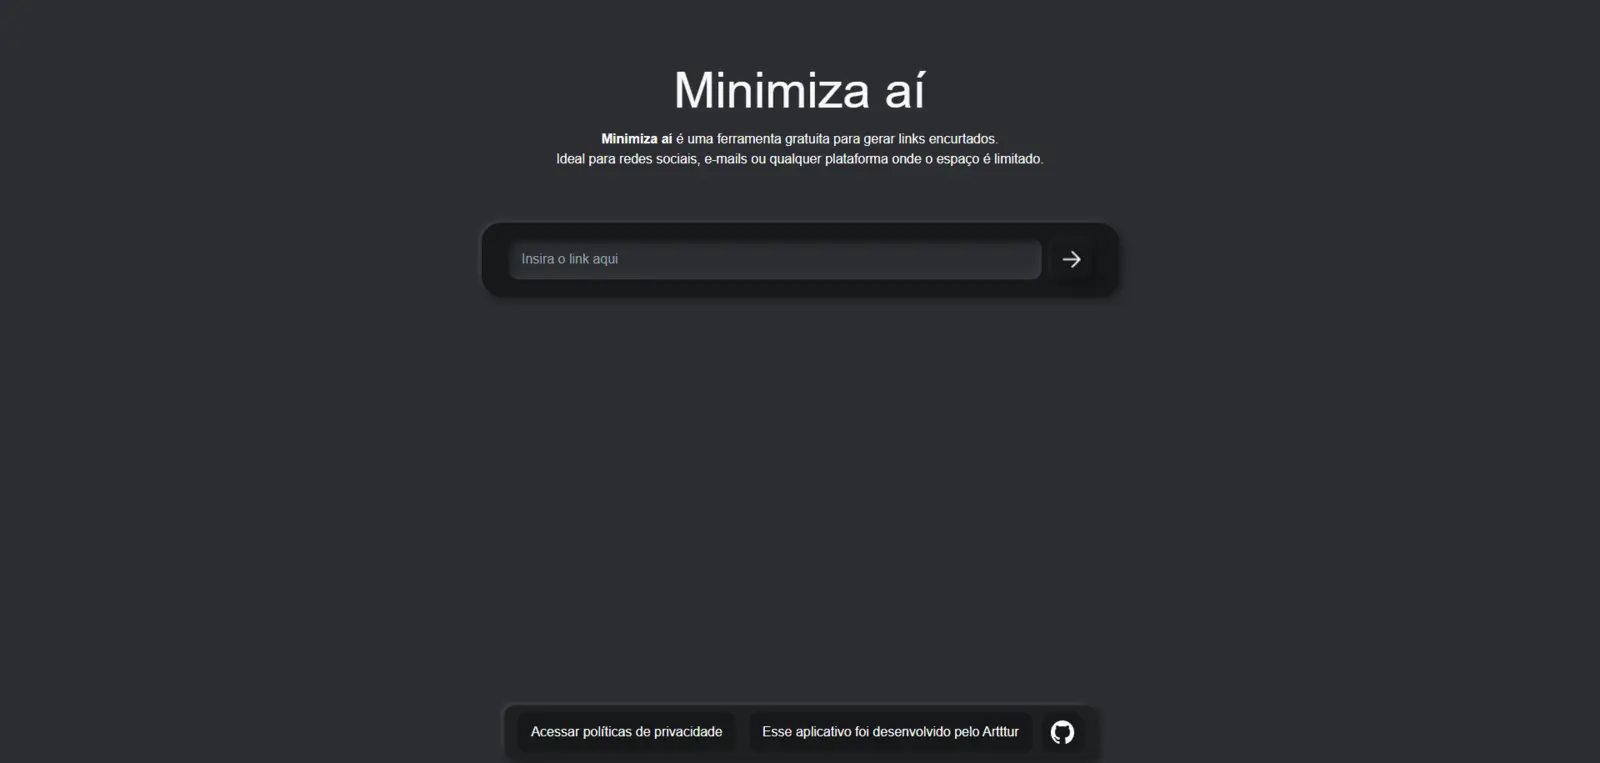 Minimiza aí
Minimiza aí é uma ferramenta gratuita para gerar links encurtados.
Ideal para redes sociais, e-mails ou qualquer plataforma onde o espaço é limitado.
Insira o link aqui
Acessar políticas de privacidade
Esse aplicativo foi desenvolvido pelo Artttur